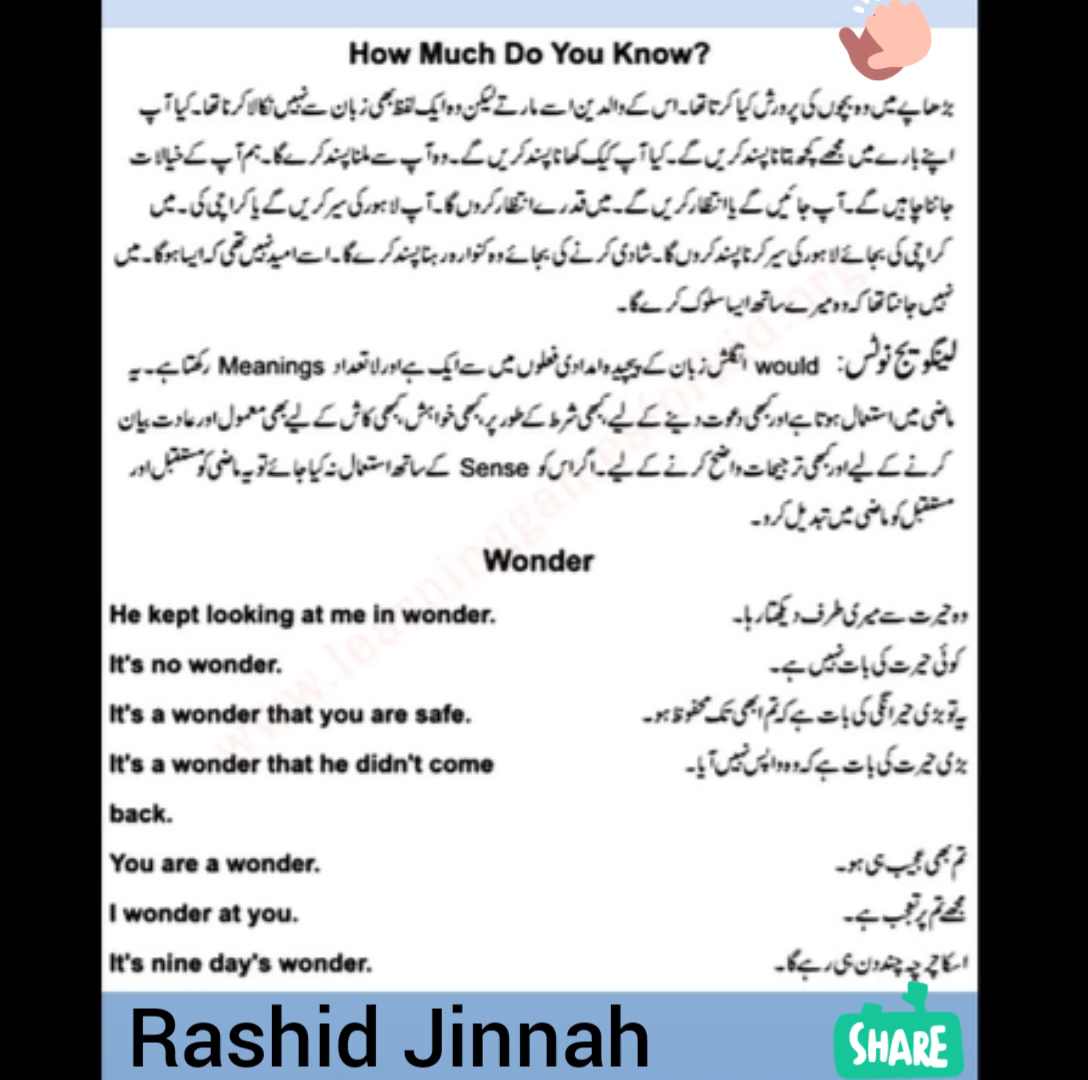 How Much Do You Know?
بڑھاپے میں وہ بچوں کی پرورش کیا کرتا تھا۔ اس کے والدین اسے مارتے لیکن وہ ایک لفظ بھی زبان سے نہیں نکالا کرتا تھا۔ کیا آپ
اپنے بارے میں مجھے کچھ بتانا پسند کریں گے۔ کیا آپ کیک کھانا پسند کریں گے۔ وہ آپ سے ملنا پسند کرے گا۔ ہم آپ کے خیالات
جاننا چاہیں گے۔ آپ جائیں گے یا انتظار کریں گے۔ میں قدرے انتظار کروں گا۔ آپ لاہور کی سیر کریں گے یا کراچی کی۔ میں
کراچی کی بجائے لاہور کی سیر کرنا پسند کروں گا۔ شادی کرنے کی بجائے وہ کنوارہ رہنا پسند کرے گا۔ اسے امید نہیں تھی کہ ایسا ہوگا۔ میں
نہیں جانتا تھا کہ وہ میرے ساتھ ایسا سلوک کرے گا۔
لینگویج نوٹس: would انگلش زبان کے پیچیدہ امدادی فعلوں میں سے ایک ہے اور لاتعداد Meanings رکھتا ہے۔ یہ
ماضی میں استعمال ہوتا ہے اور کبھی دعوت دینے کے لیے، کبھی شرط کے طور پر، کبھی خواہش، کبھی کاش کے لیے بھی معمول اور عادت بیان
کرنے کے لیے اور کبھی ترجیحات واضح کرنے کے لیے۔ اگر اس کو Sense کے ساتھ استعمال نہ کیا جائے تو یہ ماضی کو مستقبل اور
مستقبل کو ماضی میں تبدیل کر دے۔
Wonder
He kept looking at me in wonder. وہ حیرت سے میری طرف دیکھتا رہا۔
It's no wonder. کوئی حیرت کی بات نہیں ہے۔
It's a wonder that you are safe. یہ تو بڑی حیرانگی کی بات ہے کہ تم ابھی تک محفوظ ہو۔
It's a wonder that he didn't come بڑی حیرت کی بات ہے کہ وہ واپس نہیں آیا۔
back.
You are a wonder. تم بھی عجیب ہی ہو۔
I wonder at you. مجھے تم پر تعجب ہے۔
It's nine day's wonder. اسکا چرچہ چند دن ہی رہے گا۔
www.learninggamesforkid.org
Rashid Jinnah
SHARE